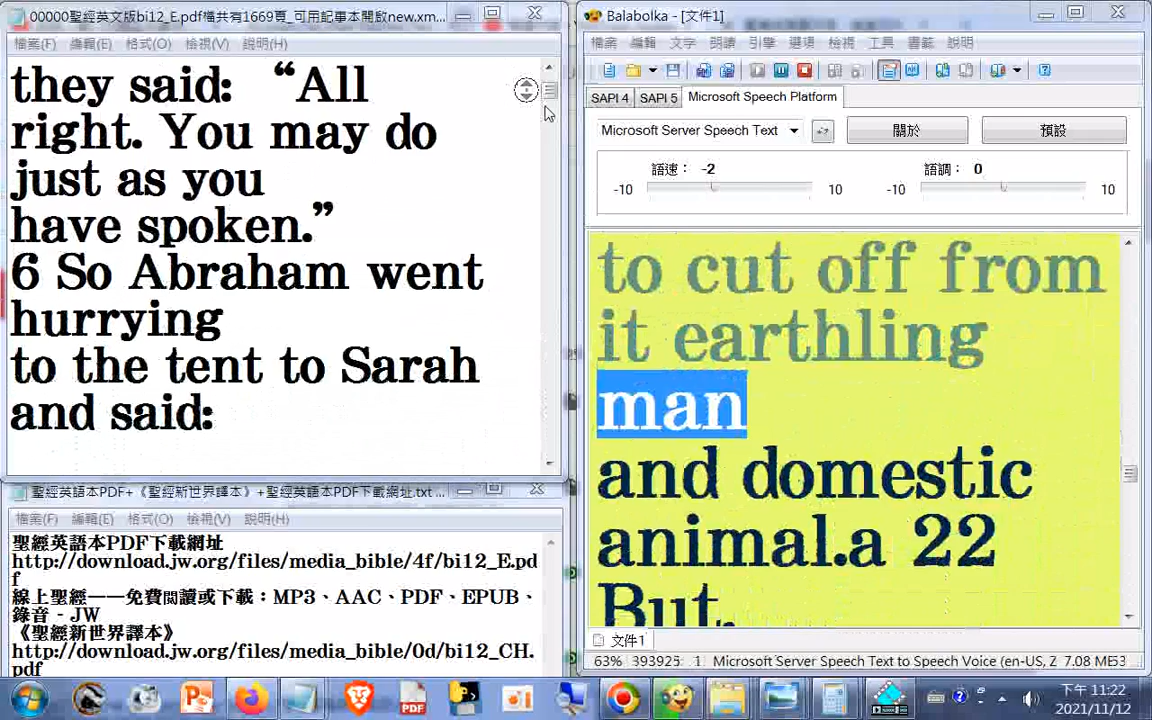 00000聖經英文版bi12_E.pdf檔共有1669頁_可用記事本開啟new.xm...
檔案(F) 編輯(E) 格式(O) 檢視(V) 說明(H)
they said: “All
right. You may do
just as you
have spoken.”
6 So Abraham went
hurrying
to the tent to Sarah
and said:
聖經英語本PDF+《聖經新世界譯本》+聖經英語本PDF下載網址.txt ...
檔案(F) 編輯(E) 格式(O) 檢視(V) 說明(H)
聖經英語本PDF下載網址
http://download.jw.org/files/media_bible/4f/bi12_E.pd
f
線上聖經——免費閱讀或下載：MP3、AAC、PDF、EPUB、
錄音 - JW
《聖經新世界譯本》
http://download.jw.org/files/media_bible/0d/bi12_CH.
pdf
Balabolka - [文件1]
檔案 編輯 文字 朗讀 引擎 選項 檢視 工具 書籤 說明
SAPI 4 SAPI 5 Microsoft Speech Platform
Microsoft Server Speech Text 關於 預設
語速： -2 語調： 0
-10 10 -10 10
to cut off from
it earthling
man
and domestic
animal.a 22
But,
文件1
63% 393925: 1 Microsoft Server Speech Text to Speech Voice (en-US, Z 7.08 ME53
下午 11:22
2021/11/12